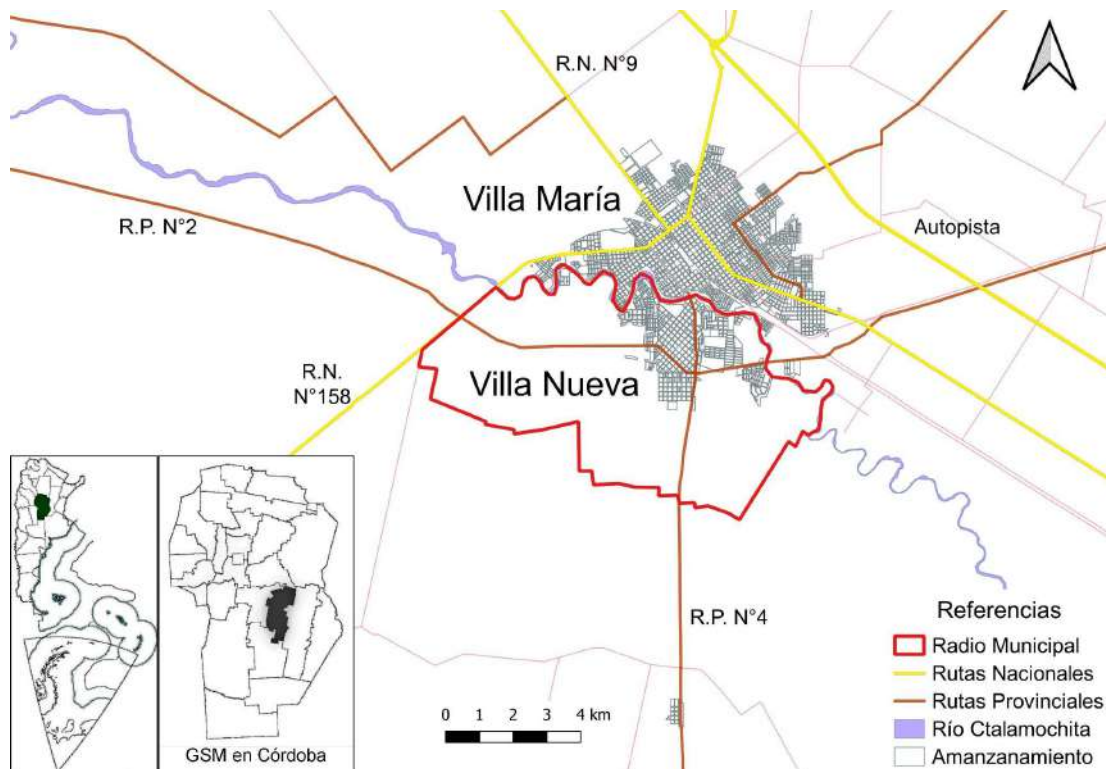 R.N. N°9
Villa María
R.P. N°2
Autopista
R.N.
N°158
Villa Nueva
R.P. N°4
Referencias
Radio Municipal
Rutas Nacionales
Rutas Provinciales
Río Ctalamochita
Amanzanamiento
0 1 2 3 4 km
GSM en Córdoba